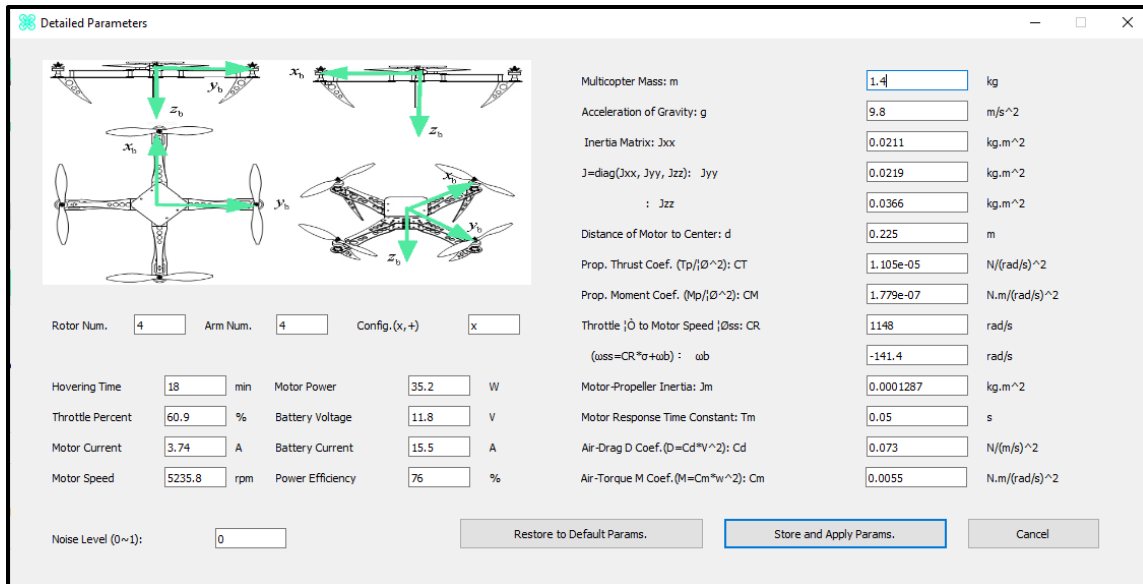 Detailed Parameters
x_b
y_b
z_b
x_b
z_b
x_b
y_b
x_b
y_b
z_b
Rotor Num. 4 Arm Num. 4 Config.(x,+) x
Hovering Time 18 min Motor Power 35.2 W
Throttle Percent 60.9 % Battery Voltage 11.8 V
Motor Current 3.74 A Battery Current 15.5 A
Motor Speed 5235.8 rpm Power Efficiency 76 %
Noise Level (0~1): 0
Multicopter Mass: m 1.4 kg
Acceleration of Gravity: g 9.8 m/s^2
Inertia Matrix: Jxx 0.0211 kg.m^2
J=diag(Jxx, Jyy, Jzz): Jyy 0.0219 kg.m^2
: Jzz 0.0366 kg.m^2
Distance of Motor to Center: d 0.225 m
Prop. Thrust Coef. (Tp/¦Ø^2): CT 1.105e-05 N/(rad/s)^2
Prop. Moment Coef. (Mp/¦Ø^2): CM 1.779e-07 N.m/(rad/s)^2
Throttle ¦Ò to Motor Speed ¦Øss: CR 1148 rad/s
(ωss=CR*σ+ωb) : ωb -141.4 rad/s
Motor-Propeller Inertia: Jm 0.0001287 kg.m^2
Motor Response Time Constant: Tm 0.05 s
Air-Drag D Coef.(D=Cd*V^2): Cd 0.073 N/(m/s)^2
Air-Torque M Coef.(M=Cm*w^2): Cm 0.0055 N.m/(rad/s)^2
Restore to Default Params. Store and Apply Params. Cancel